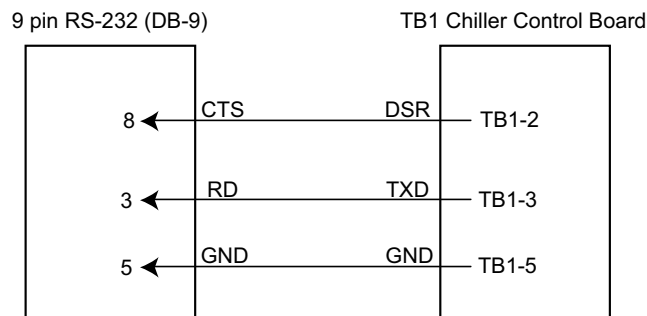 9 pin RS-232 (DB-9) TB1 Chiller Control Board
8 CTS DSR TB1-2
3 RD TXD TB1-3
5 GND GND TB1-5